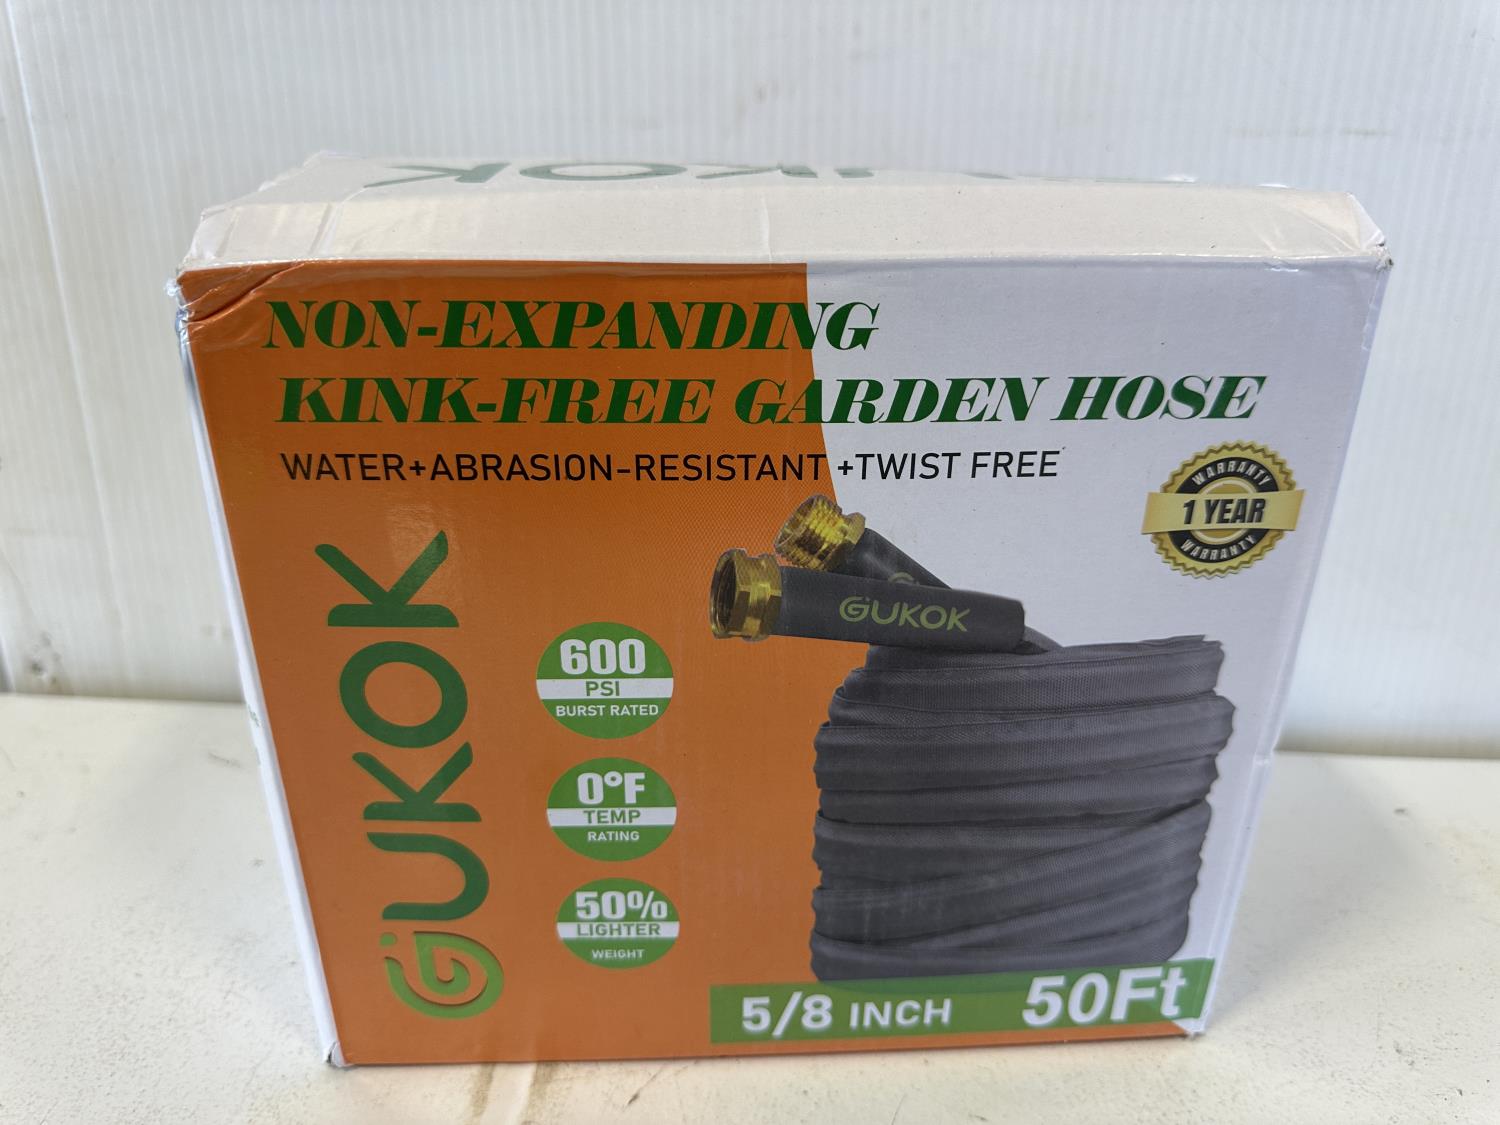 NON-EXPANDING
KINK-FREE GARDEN HOSE
WATER+ABRASION-RESISTANT +TWIST FREE
WARRANTY
1 YEAR
WARRANTY
GUKOK
GUKOK
600
PSI
BURST RATED
0°F
TEMP
RATING
50%
LIGHTER
WEIGHT
5/8 INCH 50Ft